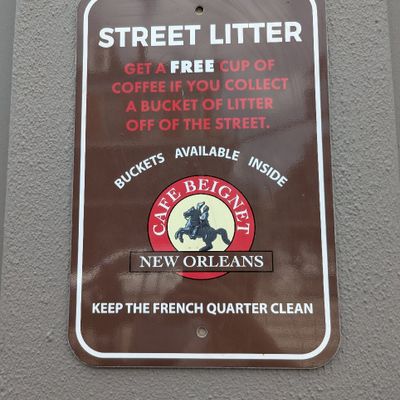 STREET LITTER
GET A FREE CUP OF
COFFEE IF YOU COLLECT
A BUCKET OF LITTER
OFF OF THE STREET.
BUCKETS AVAILABLE INSIDE
CAFE BEIGNET
NEW ORLEANS
KEEP THE FRENCH QUARTER CLEAN